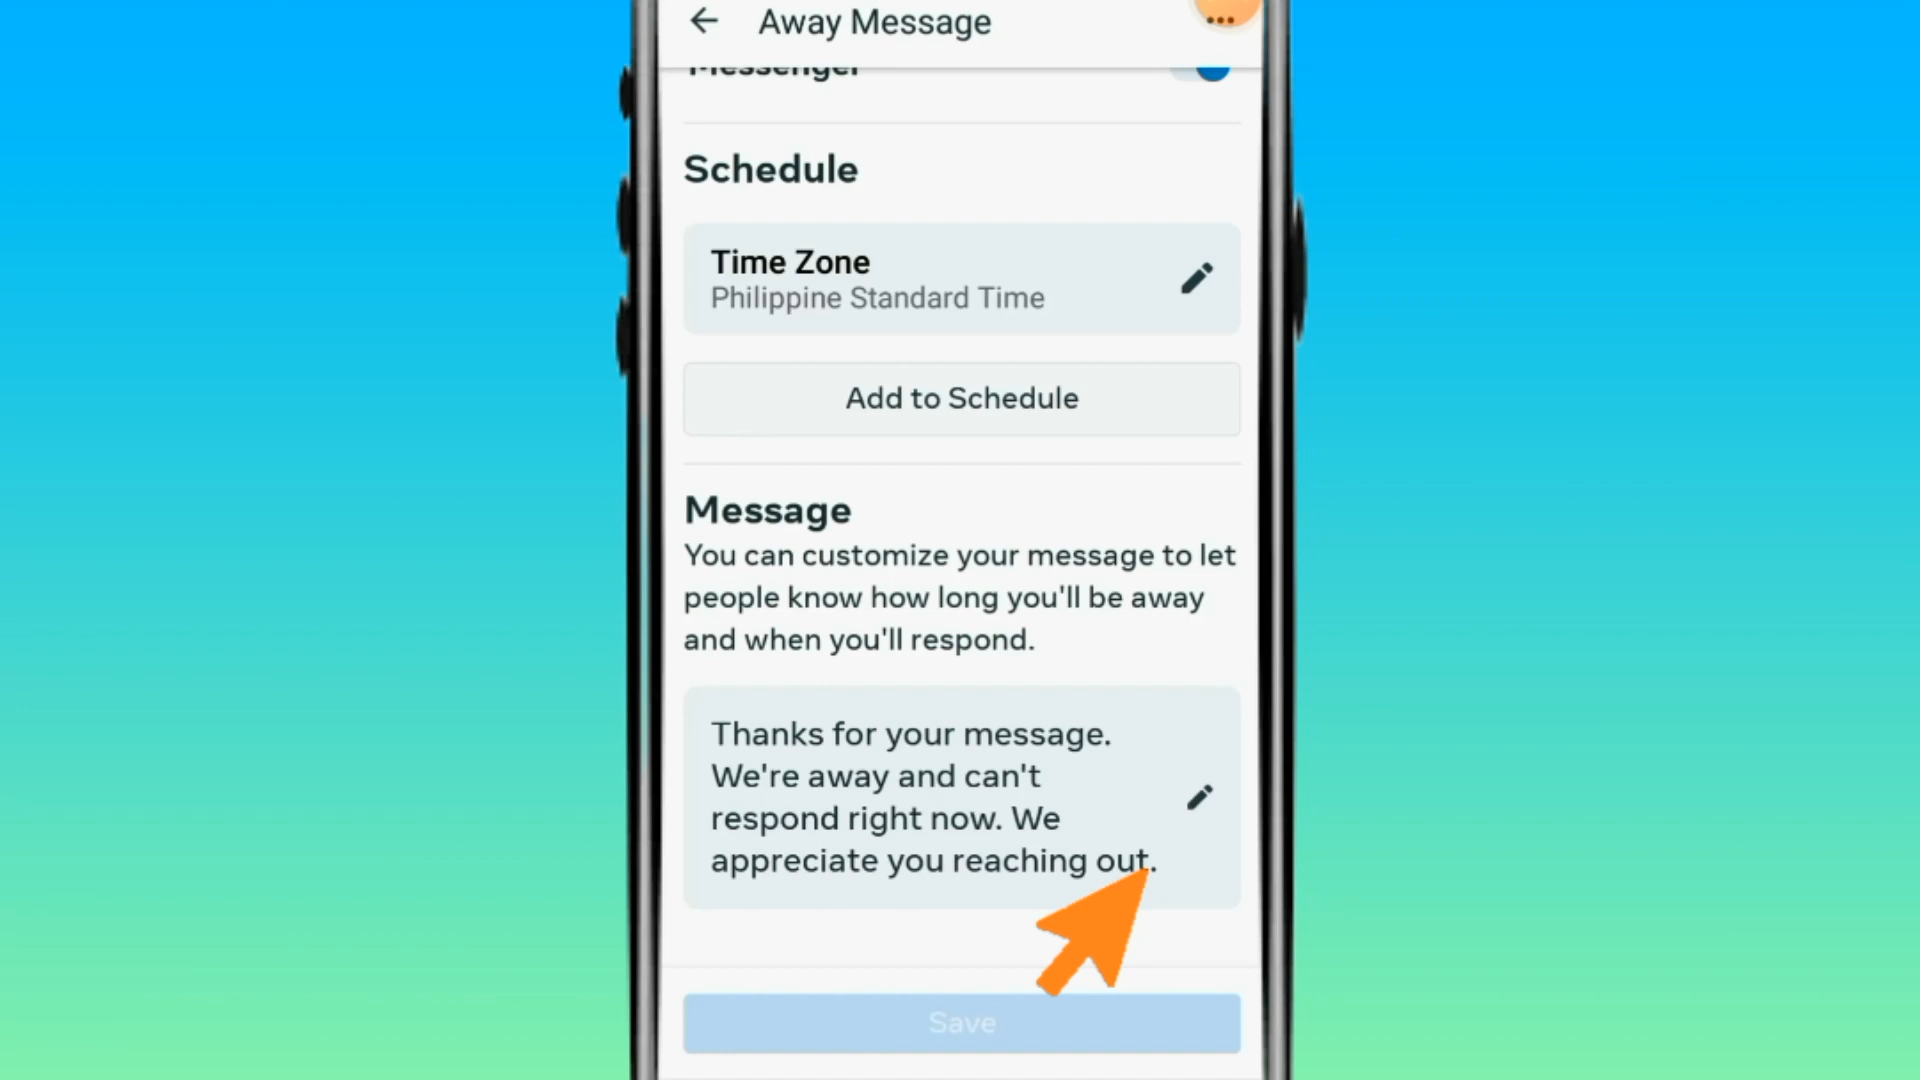 Away Message
Messenger
Schedule
Time Zone
Philippine Standard Time
Add to Schedule
Message
You can customize your message to let
people know how long you'll be away
and when you'll respond.
Thanks for your message.
We're away and can't
respond right now. We
appreciate you reaching out.
Save